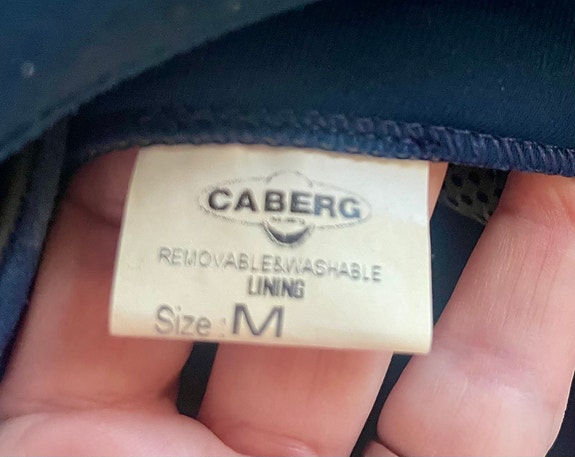 CABERG
REMOVABLE&WASHABLE
LINING
Size : M